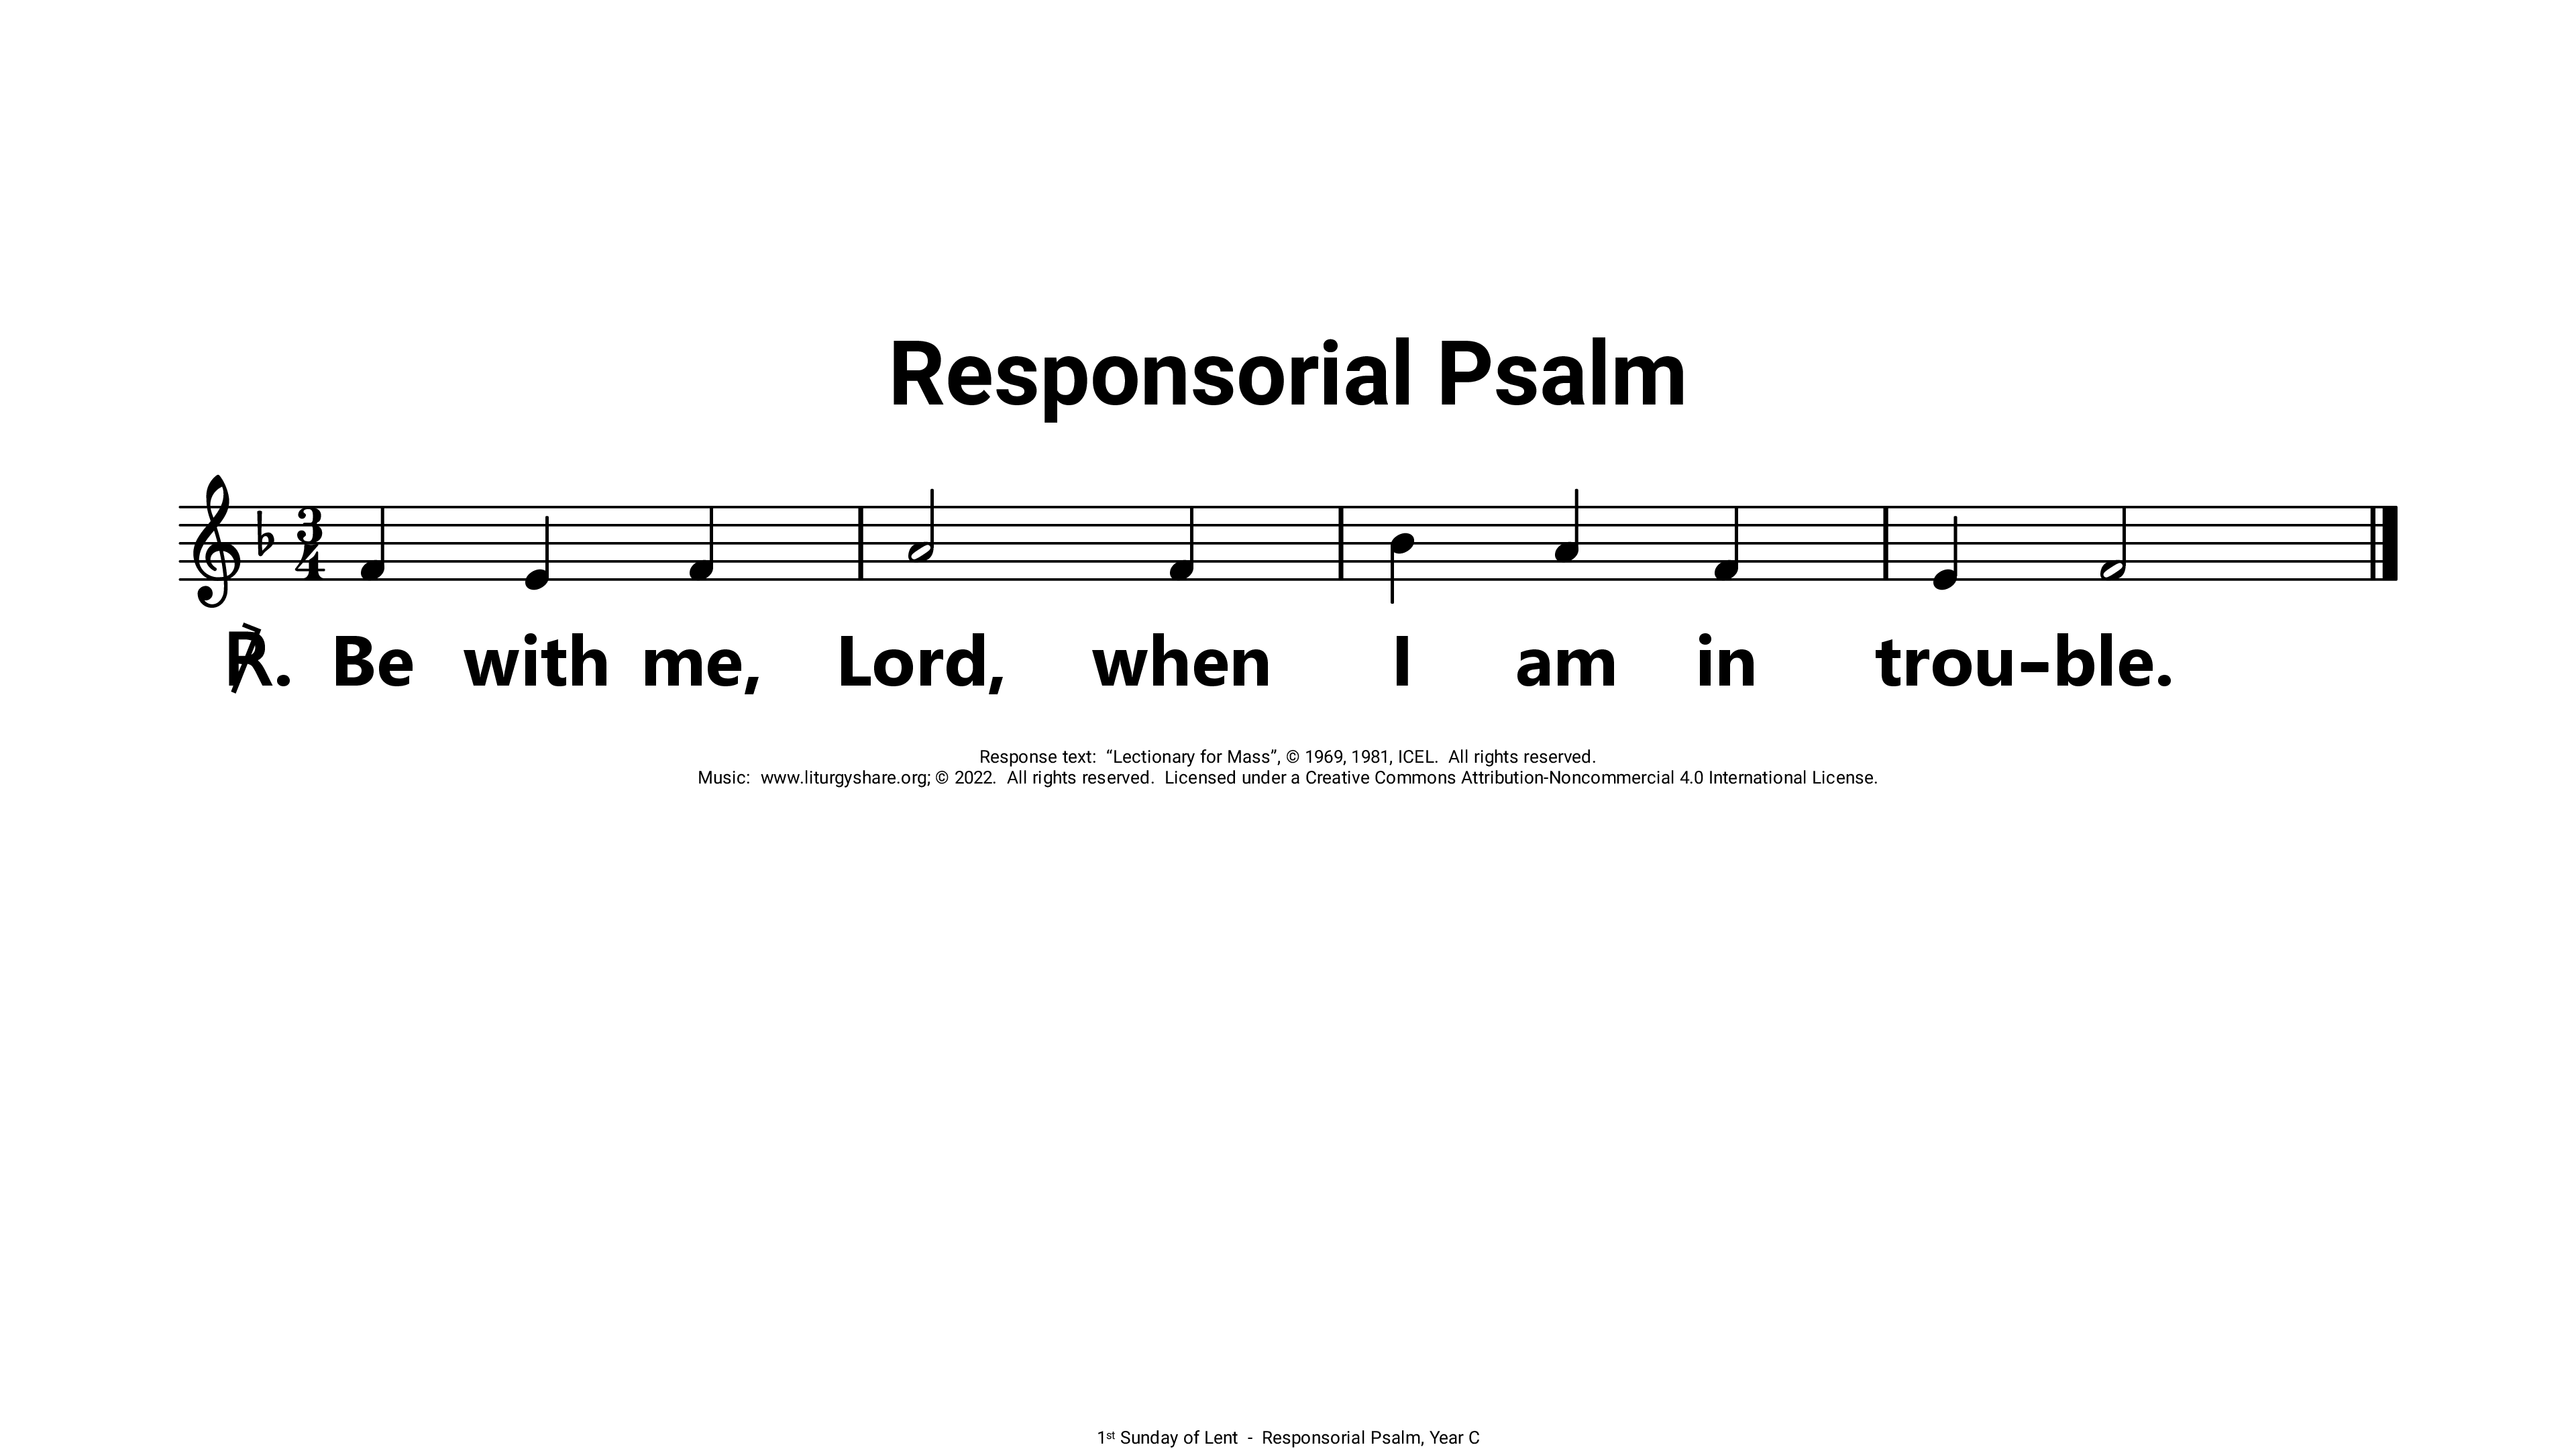 Responsorial Psalm
3
4
℟. Be with me, Lord, when I am in trou-ble.
Response text:  “Lectionary for Mass”, © 1969, 1981, ICEL.  All rights reserved.
Music:  www.liturgyshare.org; © 2022.  All rights reserved.  Licensed under a Creative Commons Attribution-Noncommercial 4.0 International License.
1st Sunday of Lent  -  Responsorial Psalm, Year C